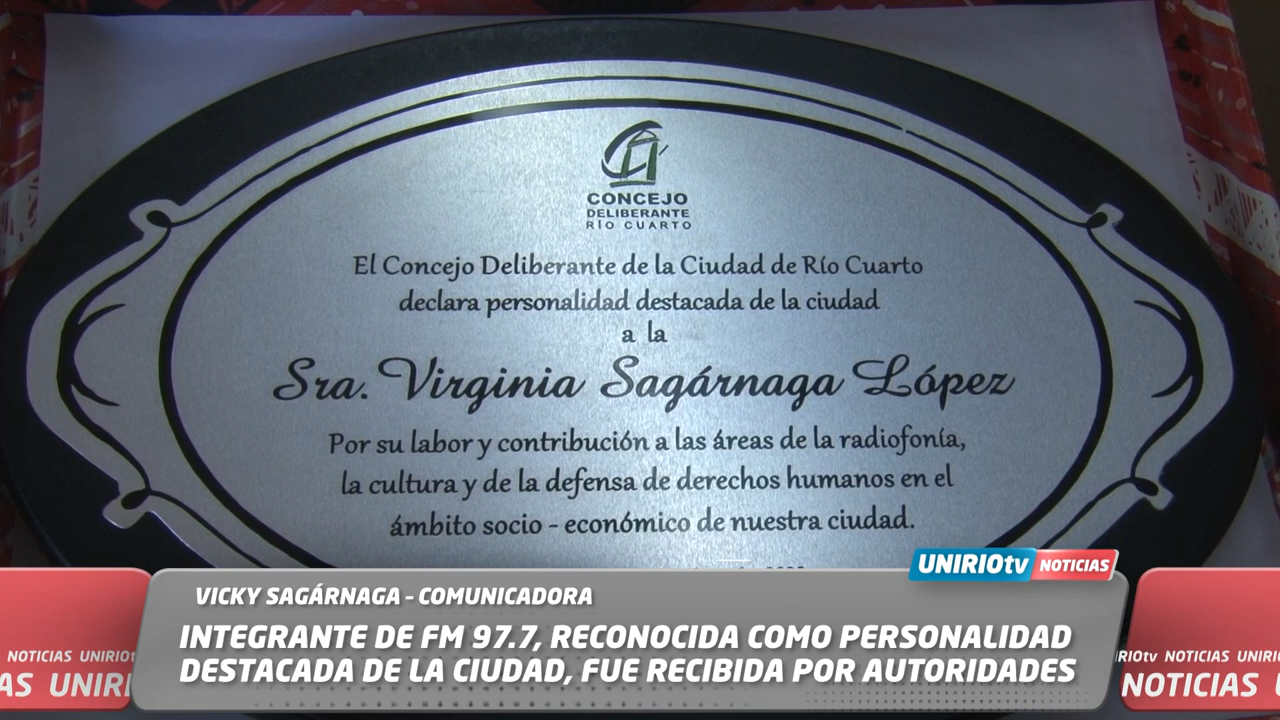 CONCEJO
DELIBERANTE
RÍO CUARTO
El Concejo Deliberante de la Ciudad de Río Cuarto
declara personalidad destacada de la ciudad
a la
Sra. Virginia Sagárnaga López
Por su labor y contribución a las áreas de la radiofonía,
la cultura y de la defensa de derechos humanos en el
ámbito socio - económico de nuestra ciudad.
UNIRIOtv NOTICIAS
VICKY SAGÁRNAGA - COMUNICADORA
INTEGRANTE DE FM 97.7, RECONOCIDA COMO PERSONALIDAD
DESTACADA DE LA CIUDAD, FUE RECIBIDA POR AUTORIDADES
NOTICIAS UNIRIOt
AS UNIRI
RIOtv NOTICIAS UNIRI
NOTICIAS U